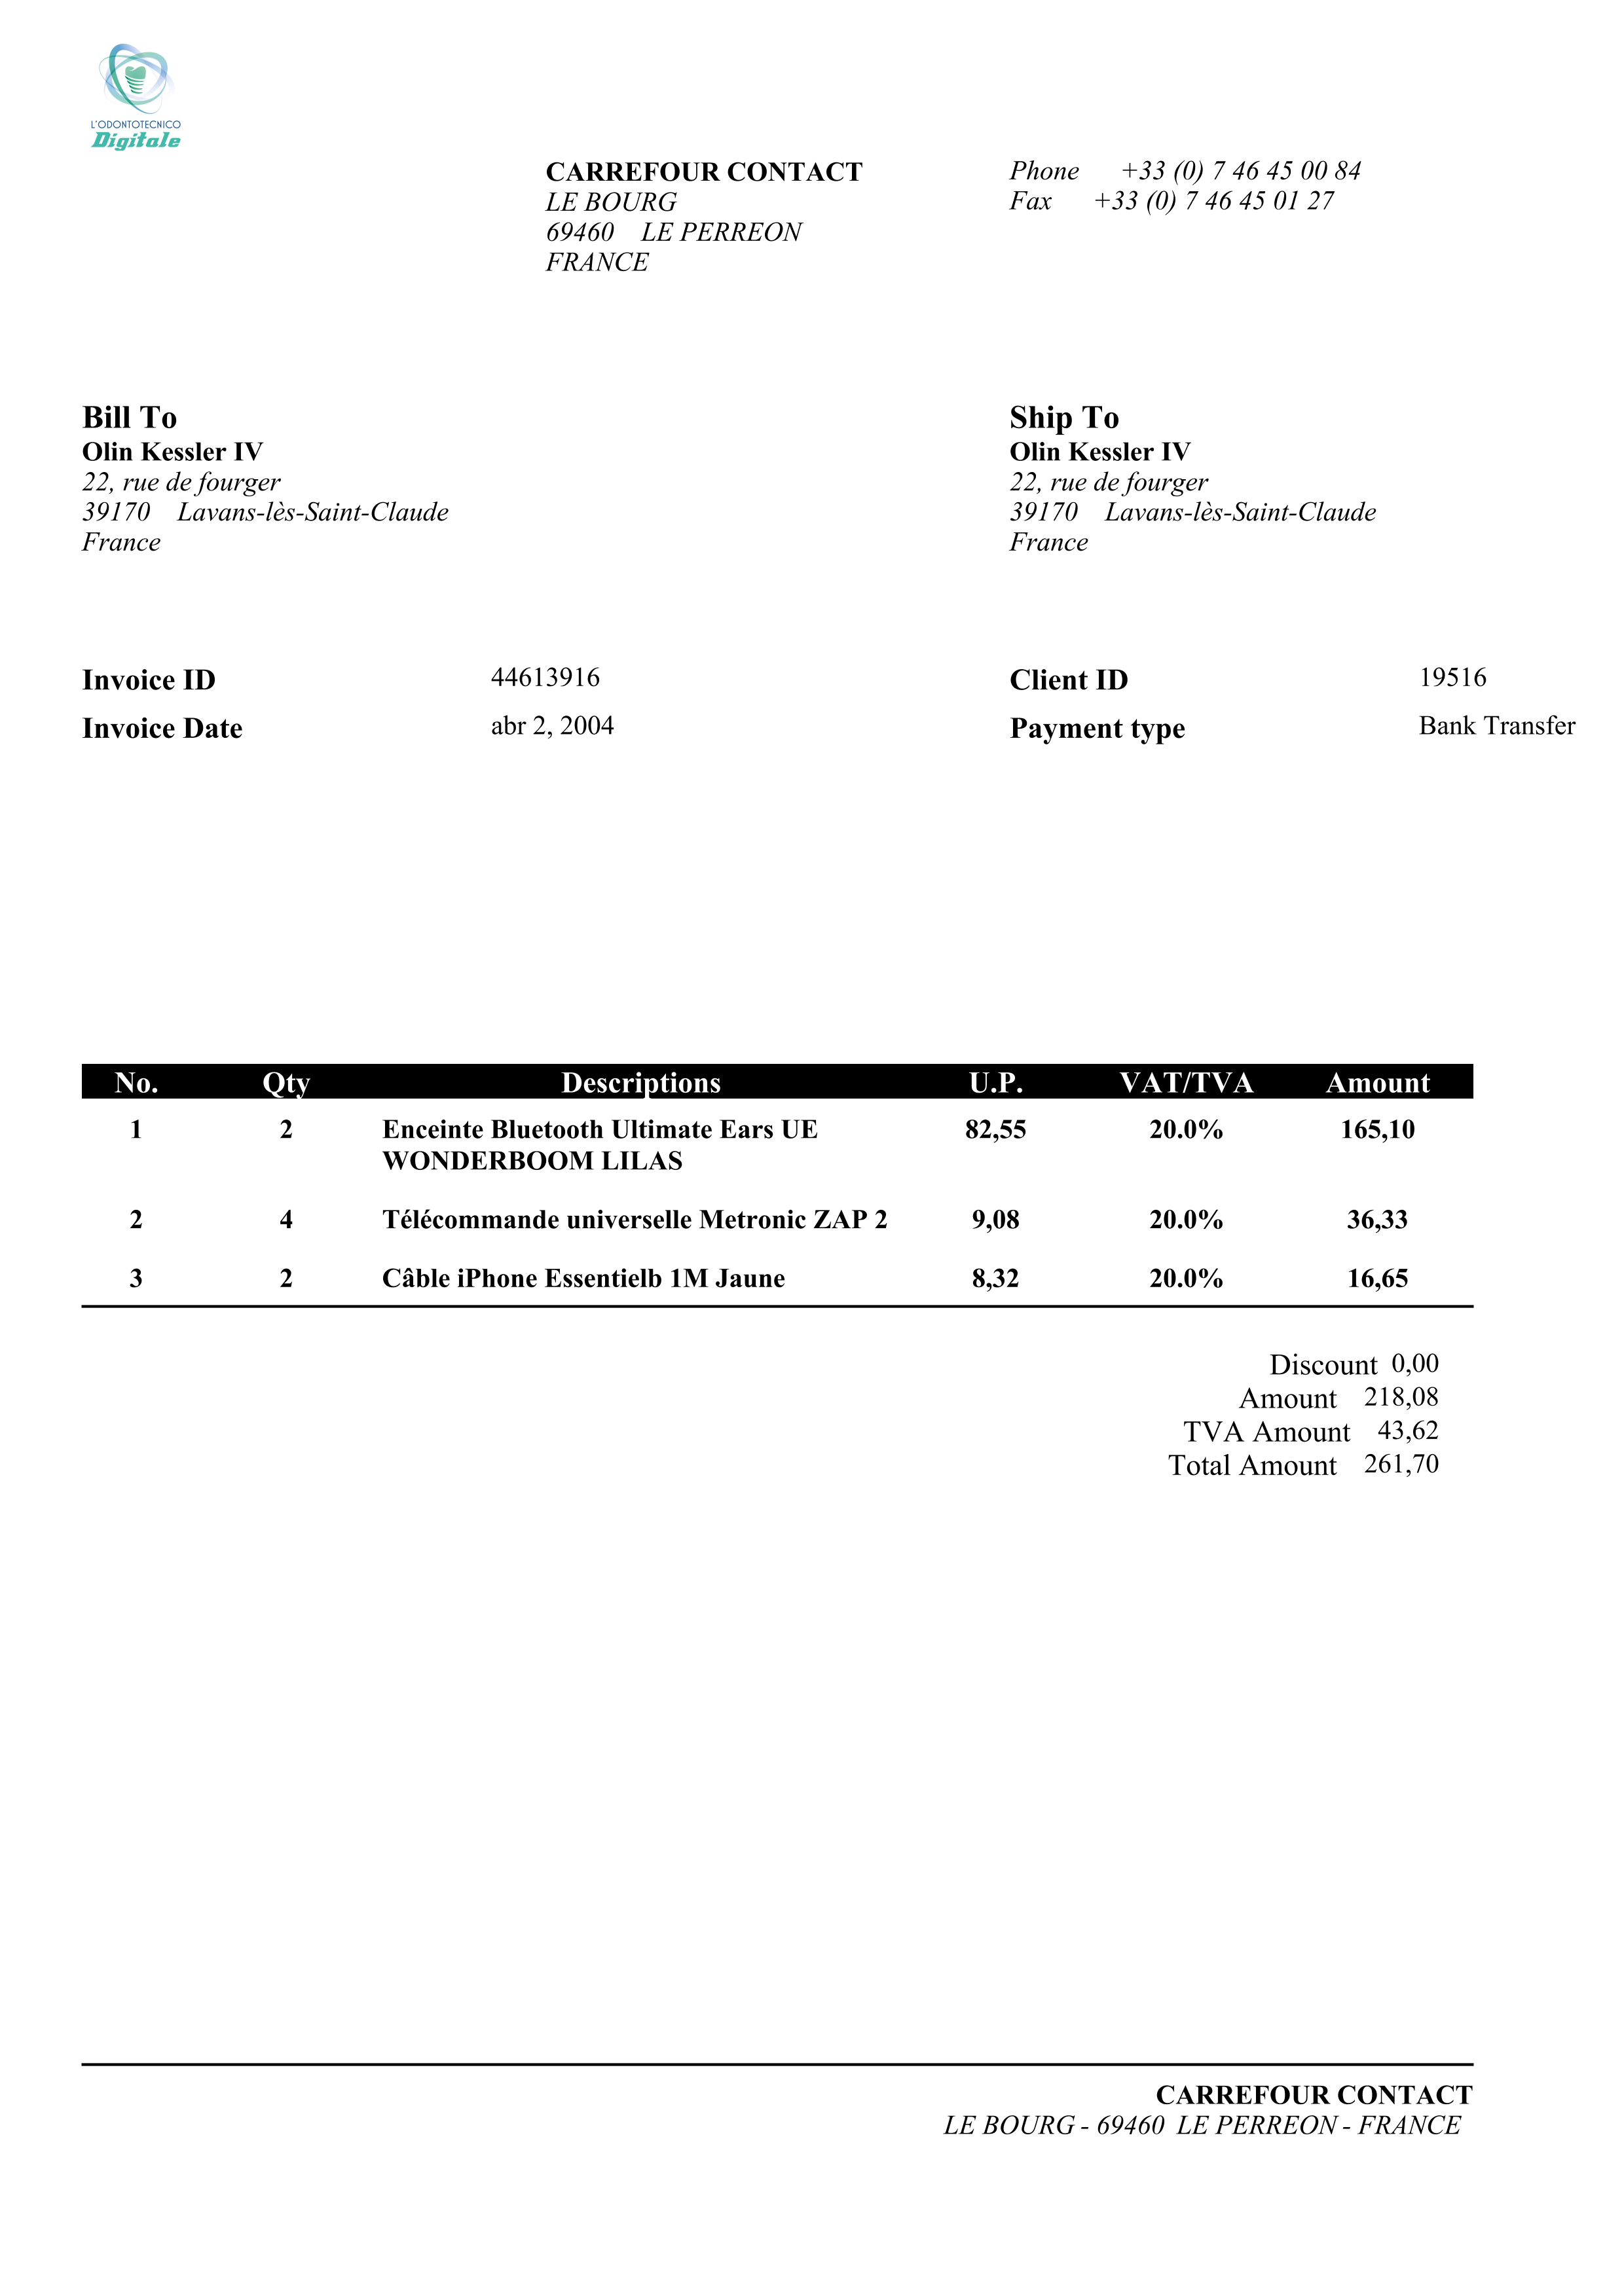 L'ODONTOTECNICO
Digitale
CARREFOUR CONTACT
LE BOURG
69460 LE PERREON
FRANCE
Phone +33 (0) 7 46 45 00 84
Fax +33 (0) 7 46 45 01 27
Bill To
Olin Kessler IV
22, rue de fourger
39170 Lavans-lès-Saint-Claude
France
Ship To
Olin Kessler IV
22, rue de fourger
39170 Lavans-lès-Saint-Claude
France
Invoice ID 44613916
Invoice Date abr 2, 2004
Client ID 19516
Payment type Bank Transfer
No. Qty Descriptions U.P. VAT/TVA Amount
1 2 Enceinte Bluetooth Ultimate Ears UE 82,55 20.0% 165,10
WONDERBOOM LILAS
2 4 Télécommande universelle Metronic ZAP 2 9,08 20.0% 36,33
3 2 Câble iPhone Essentielb 1M Jaune 8,32 20.0% 16,65
Discount 0,00
Amount 218,08
TVA Amount 43,62
Total Amount 261,70
CARREFOUR CONTACT
LE BOURG - 69460 LE PERREON - FRANCE